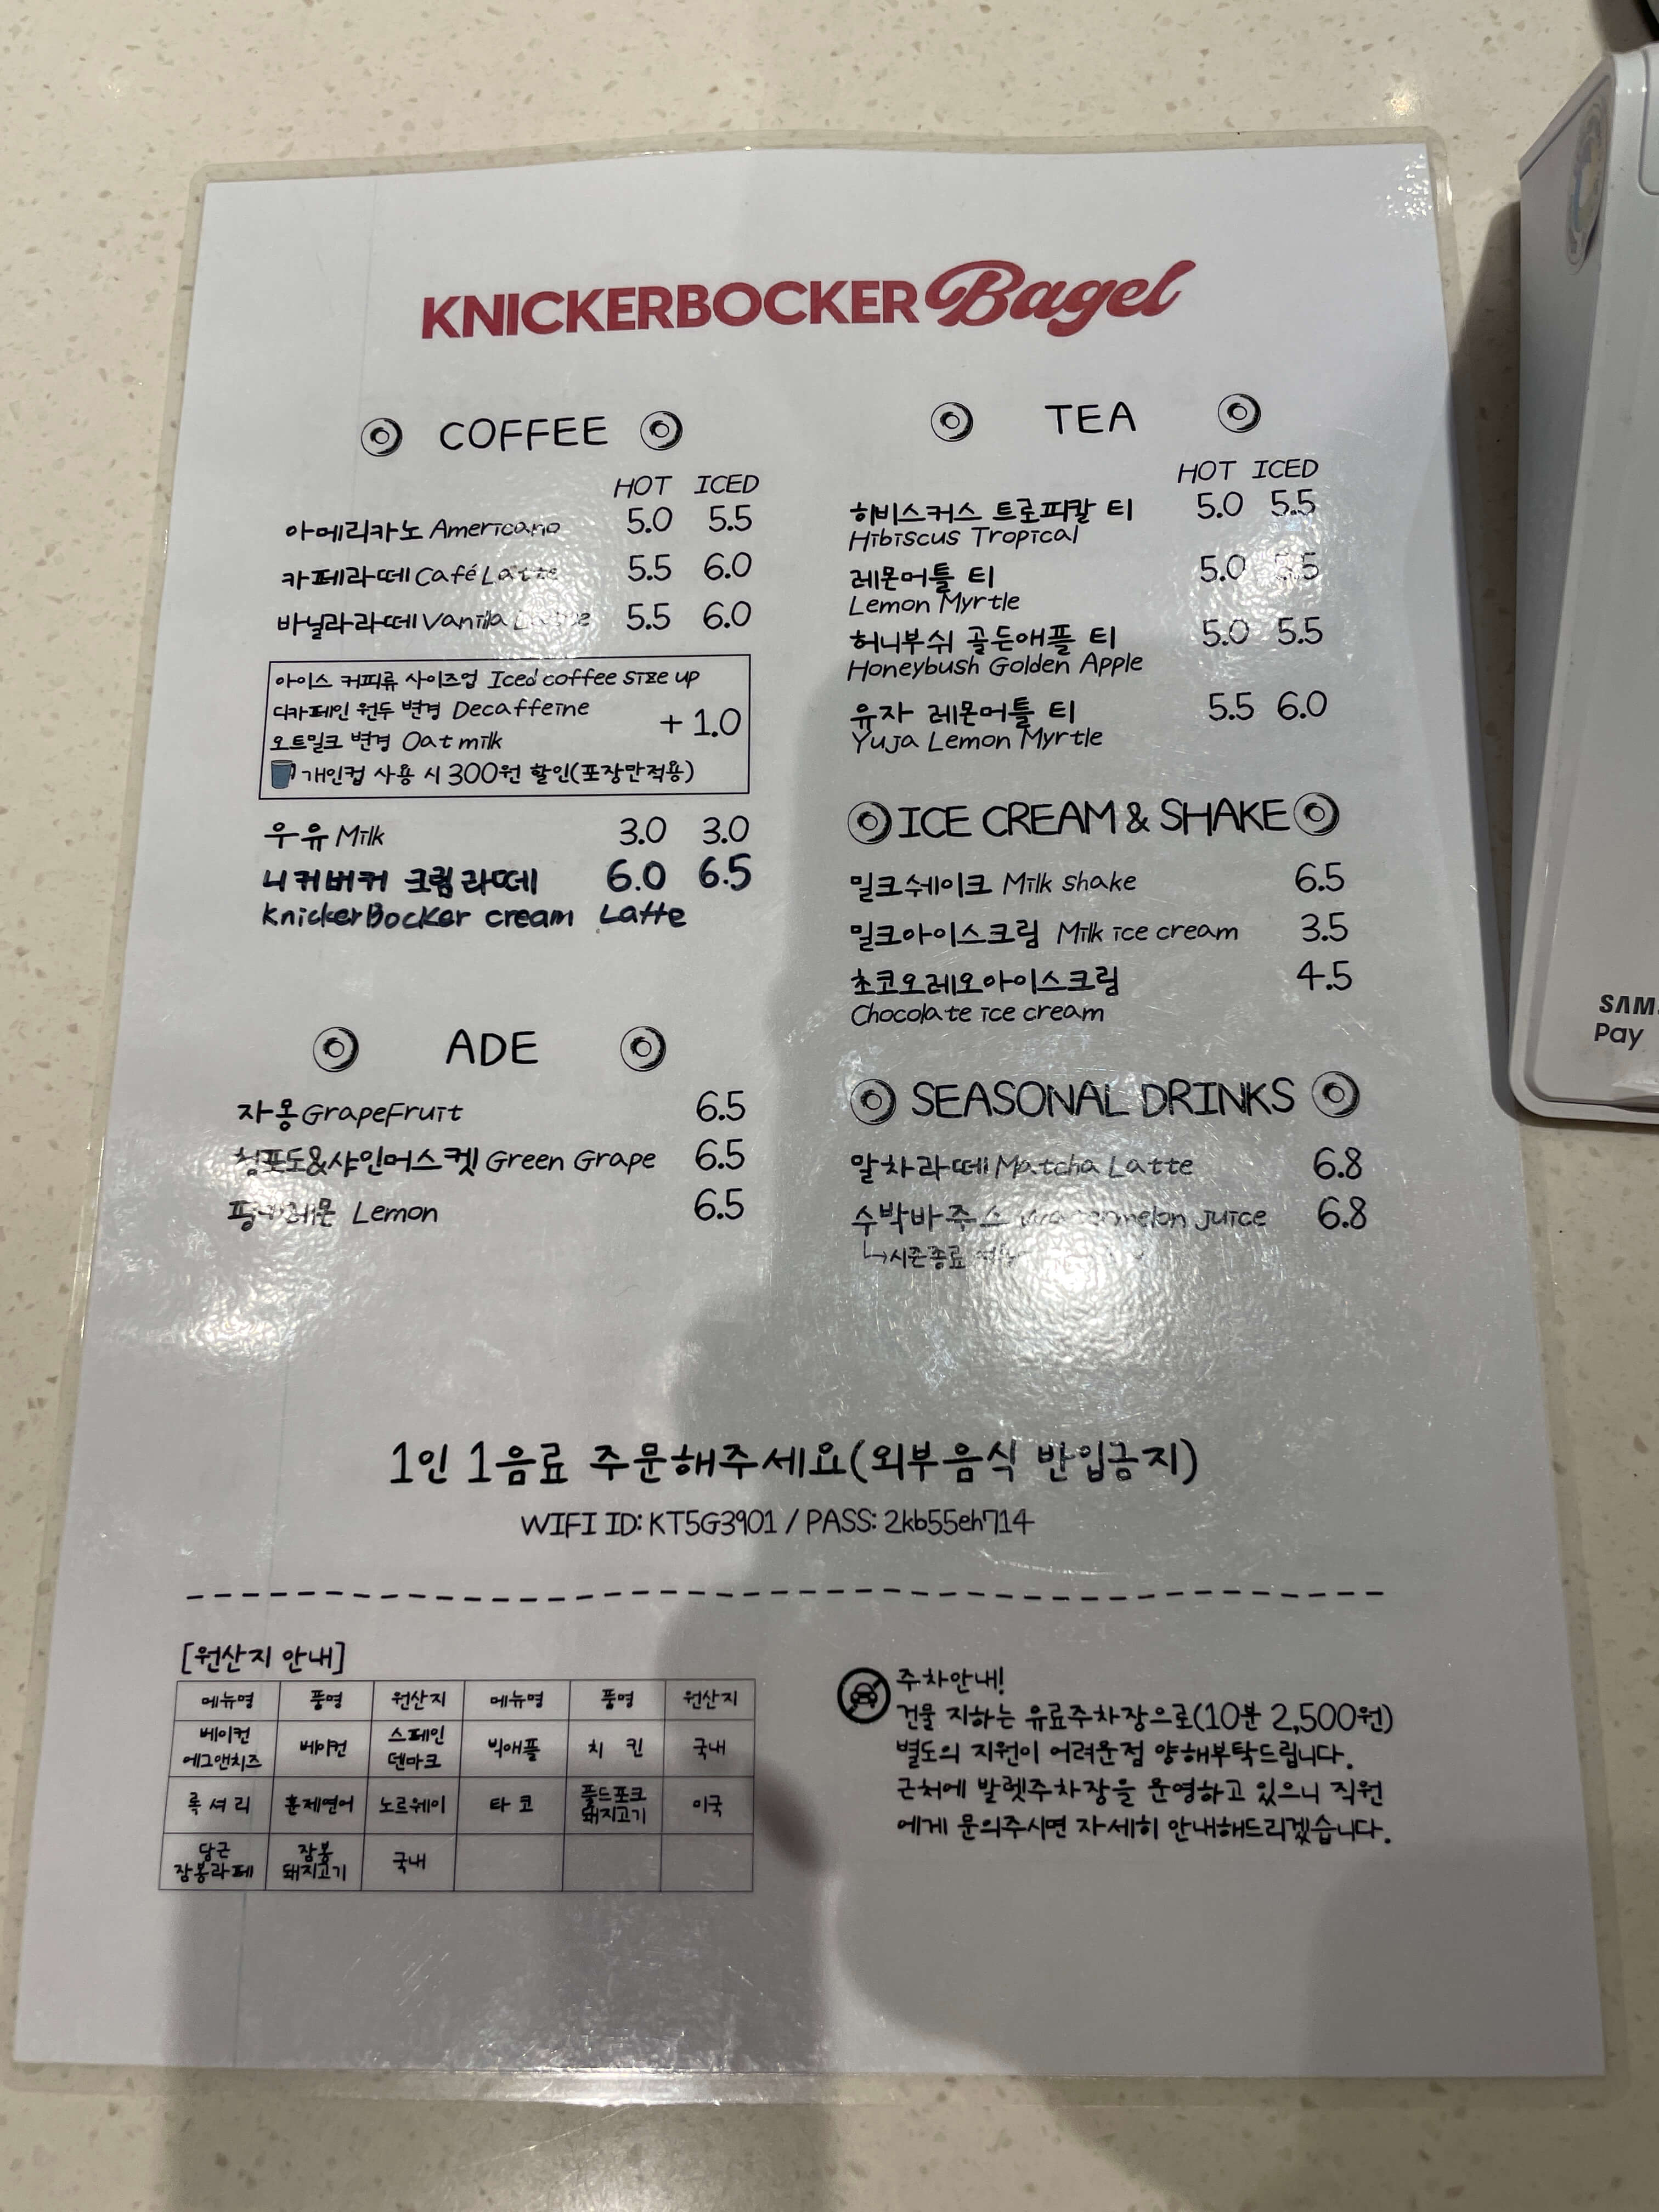 KNICKERBOCKER Bagel
COFFEE
HOT ICED
아메리카노 Americano 5.0 5.5
카페라떼 Café Latte 5.5 6.0
바닐라라떼 Vanilla Latte 5.5 6.0
아이스 커피류 사이즈업 Iced coffee size up
디카페인 원두 변경 Decaffeine
+ 1.0
오트밀크 변경 Oat milk
개인컵 사용 시 300원 할인(포장만적용)
우유 Milk 3.0 3.0
니커버커 크림라떼 6.0 6.5
KnickerBocker cream Latte
ADE
자몽 GrapeFruit 6.5
청포도&샤인머스켓 Green Grape 6.5
레몬 Lemon 6.5
TEA
HOT ICED
히비스커스 트로피칼 티 5.0 5.5
Hibiscus Tropical
레몬머틀 티 5.0 5.5
Lemon Myrtle
허니부쉬 골든애플 티 5.0 5.5
Honeybush Golden Apple
유자 레몬머틀 티 5.5 6.0
Yuja Lemon Myrtle
ICE CREAM & SHAKE
밀크쉐이크 Milk shake 6.5
밀크아이스크림 Milk ice cream 3.5
초코오레오아이스크림 4.5
Chocolate ice cream
SEASONAL DRINKS
말차라떼 Matcha Latte 6.8
수박바주스 Watermelon juice 6.8
↳시즌종료
1인 1음료 주문해주세요(외부음식 반입금지)
WIFI ID: KT5G3901 / PASS: 2kb55eh714
[원산지 안내]
메뉴명 품명 원산지 메뉴명 품명 원산지
베이컨 에그앤치즈 베이컨 스페인 덴마크 빅애플 치 킨 국내
록 셔 리 훈제연어 노르웨이 타 코 풀드포크 돼지고기 미국
당근 잠봉라페 잠봉 돼지고기 국내
주차안내!
건물 지하는 유료주차장으로(10분 2,500원)
별도의 지원이 어려운점 양해부탁드립니다.
근처에 발렛주차장을 운영하고 있으니 직원
에게 문의주시면 자세히 안내해드리겠습니다.
Pay